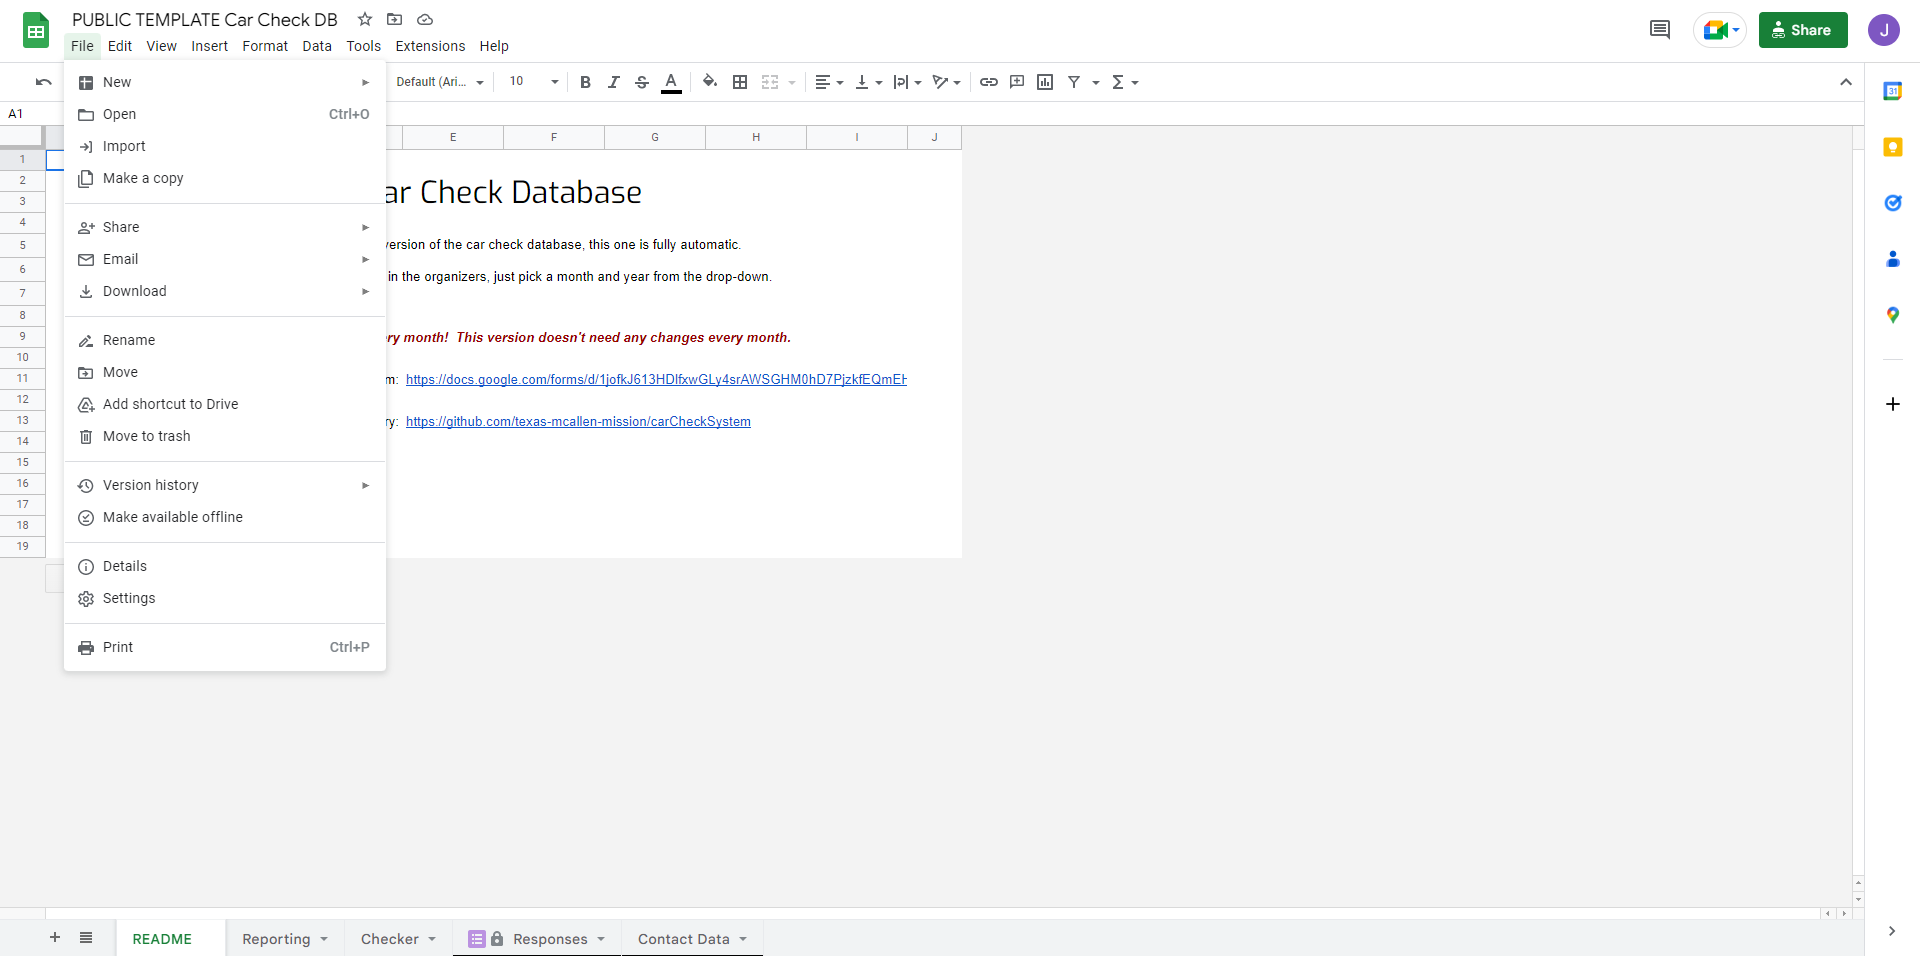 PUBLIC TEMPLATE Car Check DB
File Edit View Insert Format Data Tools Extensions Help
Share
J
Default (Ari... 10
A1
E F G H I J
New
Open Ctrl+O
Import
Make a copy
Share
Email
Download
Rename
Move
Add shortcut to Drive
Move to trash
Version history
Make available offline
Details
Settings
Print Ctrl+P
1
2
3
4
5
6
7
8
9
10
11
12
13
14
15
16
17
18
19
ar Check Database
version of the car check database, this one is fully automatic.
in the organizers, just pick a month and year from the drop-down.
ry month! This version doesn't need any changes every month.
m: https://docs.google.com/forms/d/1jofkJ613HDlfxwGLy4srAWSGHM0hD7PjzkfEQmEH
ry: https://github.com/texas-mcallen-mission/carCheckSystem
31
README Reporting Checker Responses Contact Data